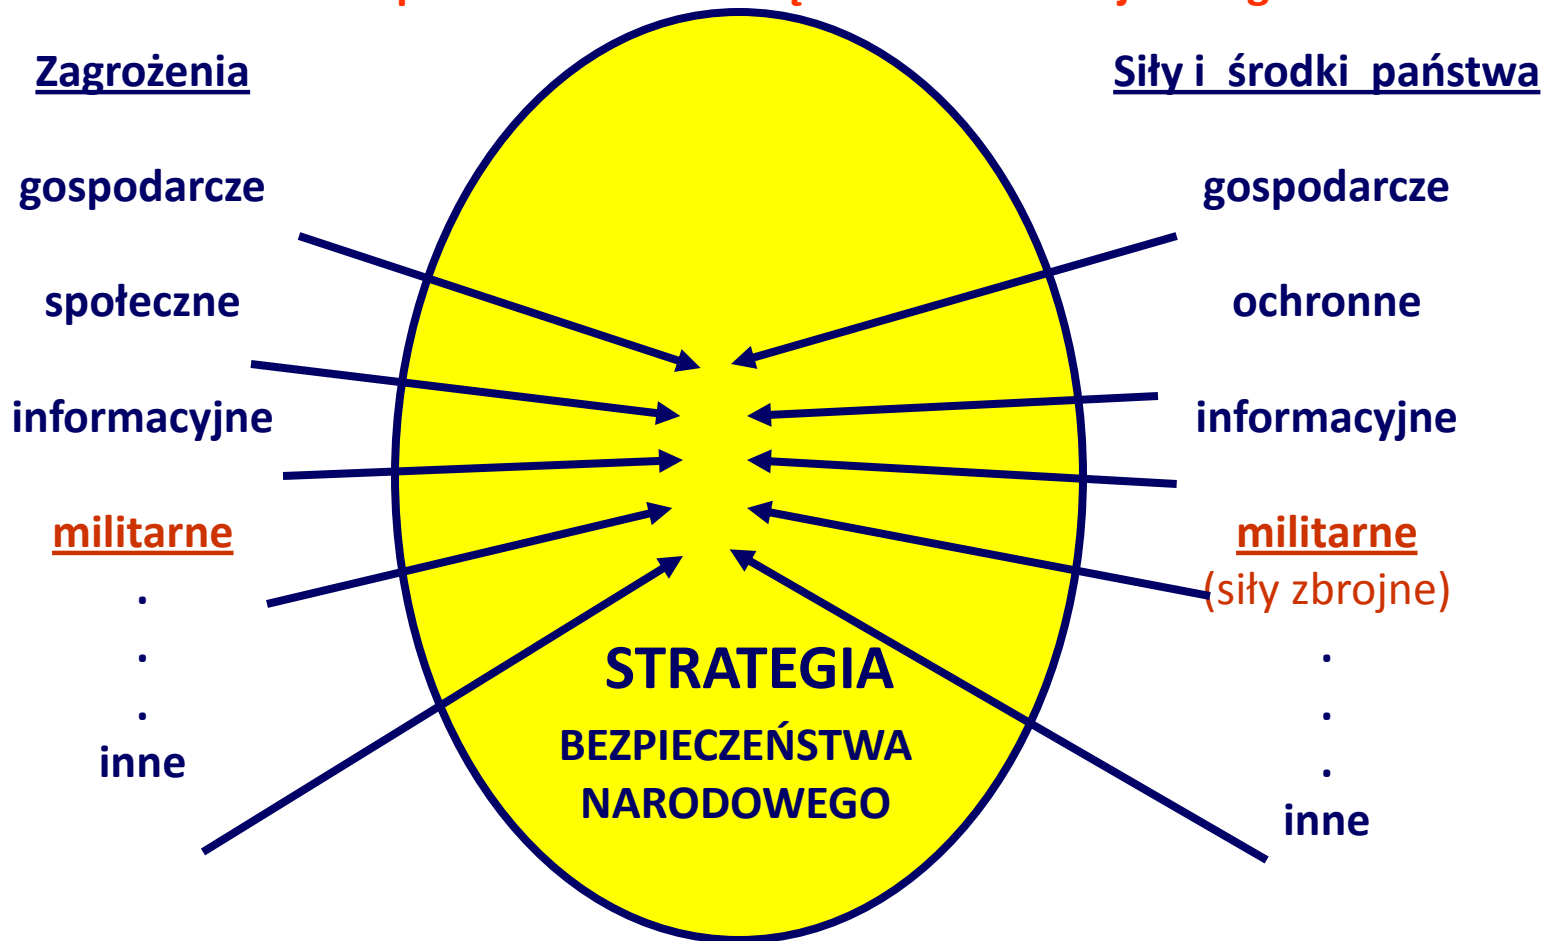 Zagrożenia
gospodarcze
społeczne
informacyjne
militarne
.
.
.
inne
Siły i środki państwa
gospodarcze
ochronne
informacyjne
militarne
(siły zbrojne)
.
.
.
inne
STRATEGIA
BEZPIECZEŃSTWA
NARODOWEGO